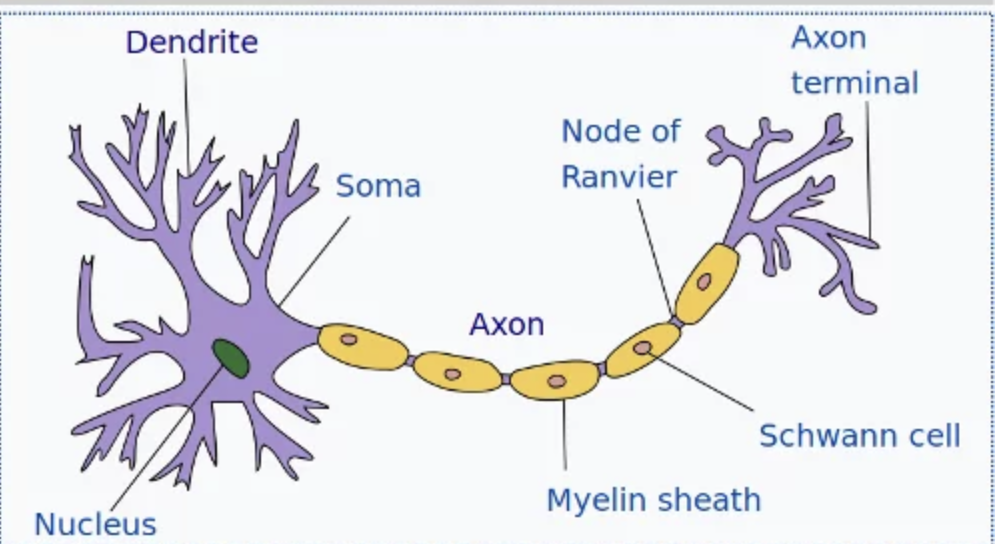 Dendrite
Axon
terminal
Node of
Ranvier
Soma
Axon
Schwann cell
Myelin sheath
Nucleus